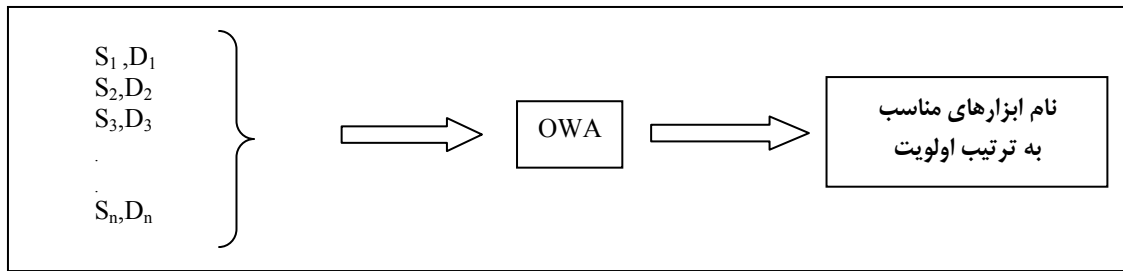 S₁ ,D₁
S₂,D₂
S₃,D₃
.
.
Sₙ,Dₙ
OWA
نام ابزارهای مناسب
به ترتیب اولویت